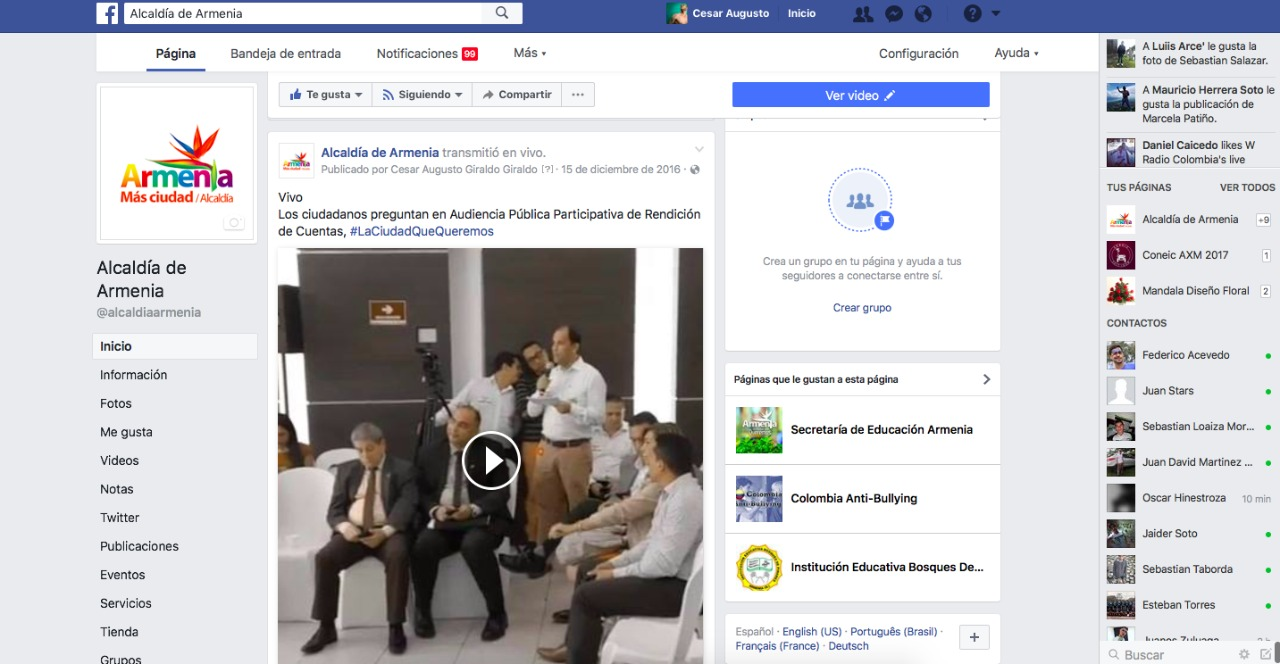 Alcaldía de Armenia
Cesar Augusto
Inicio
Página
Bandeja de entrada
Notificaciones 99
Más
Configuración
Ayuda
Armenia
Más ciudad / Alcaldía
Alcaldía de
Armenia
@alcaldiaarmenia
Inicio
Información
Fotos
Me gusta
Videos
Notas
Twitter
Publicaciones
Eventos
Servicios
Tienda
Grupos
Te gusta
Siguiendo
Compartir
...
Ver video
Alcaldía de Armenia transmitió en vivo.
Publicado por Cesar Augusto Giraldo Giraldo [?] · 15 de diciembre de 2016 ·
Vivo
Los ciudadanos preguntan en Audiencia Pública Participativa de Rendición
de Cuentas, #LaCiudadQueQueremos
Crea un grupo en tu página y ayuda a tus
seguidores a conectarse entre sí.
Crear grupo
Páginas que le gustan a esta página
Armenia
Secretaría de Educación Armenia
Colombia
Anti-Bullying
Colombia Anti-Bullying
Institución Educativa Bosques De...
Español · English (US) · Português (Brasil) ·
Français (France) · Deutsch
+
A Luiis Arce' le gusta la
foto de Sebastian Salazar.
A Mauricio Herrera Soto le
gusta la publicación de
Marcela Patiño.
Daniel Caicedo likes W
Radio Colombia's live
TUS PÁGINAS VER TODOS
Alcaldía de Armenia +9
Coneic AXM 2017 1
Mandala Diseño Floral 2
CONTACTOS
Federico Acevedo
Juan Stars
Sebastian Loaiza Mor...
Juan David Martinez ...
Oscar Hinestroza 10 min
Jaider Soto
Sebastian Taborda
Esteban Torres
Juanes Zuluaga
Buscar